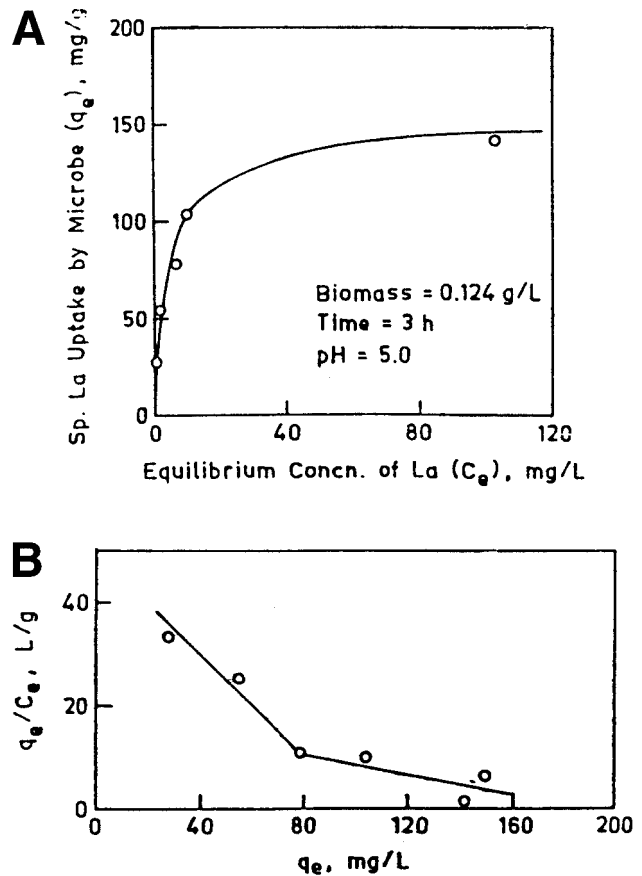 A
Sp. La Uptake by Microbe (qe), mg/g
200
150
100
50
0
Biomass = 0.124 g/L
Time = 3 h
pH = 5.0
0 40 80 120
Equilibrium Concn. of La (Ce), mg/L
B
qe/Ce, L/g
40
20
0
0 40 80 120 160 200
qe, mg/L